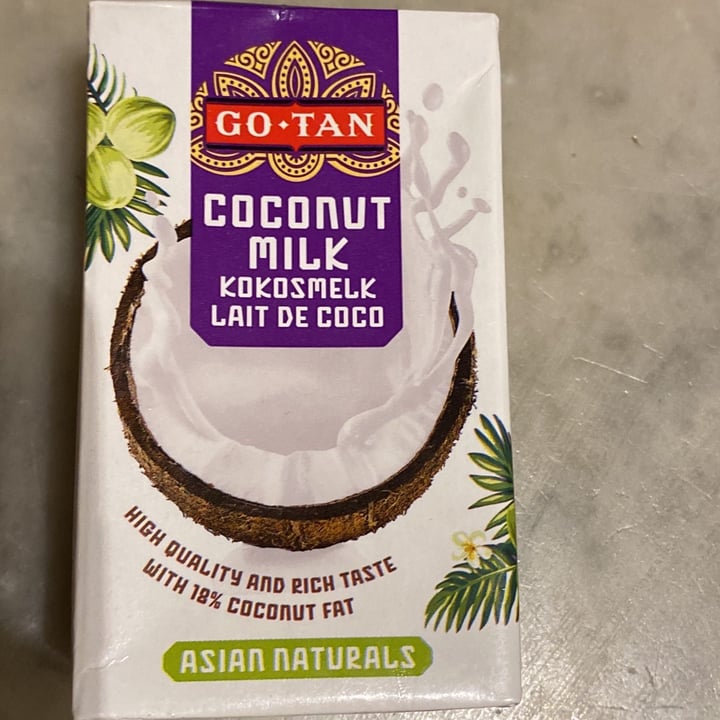 GO·TAN
COCONUT
MILK
KOKOSMELK
LAIT DE COCO
HIGH QUALITY AND RICH TASTE
WITH 18% COCONUT FAT
ASIAN NATURALS